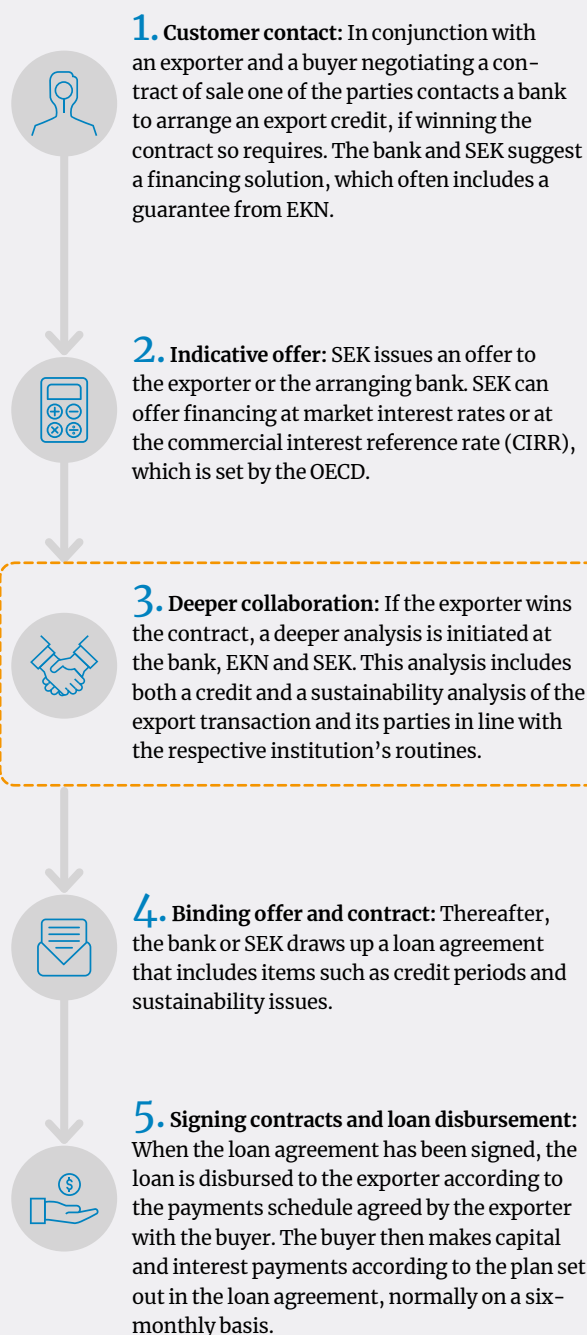 1. Customer contact: In conjunction with
an exporter and a buyer negotiating a con-
tract of sale one of the parties contacts a bank
to arrange an export credit, if winning the
contract so requires. The bank and SEK suggest
a financing solution, which often includes a
guarantee from EKN.
2. Indicative offer: SEK issues an offer to
the exporter or the arranging bank. SEK can
offer financing at market interest rates or at
the commercial interest reference rate (CIRR),
which is set by the OECD.
3. Deeper collaboration: If the exporter wins
the contract, a deeper analysis is initiated at
the bank, EKN and SEK. This analysis includes
both a credit and a sustainability analysis of the
export transaction and its parties in line with
the respective institution’s routines.
4. Binding offer and contract: Thereafter,
the bank or SEK draws up a loan agreement
that includes items such as credit periods and
sustainability issues.
5. Signing contracts and loan disbursement:
When the loan agreement has been signed, the
loan is disbursed to the exporter according to
the payments schedule agreed by the exporter
with the buyer. The buyer then makes capital
and interest payments according to the plan set
out in the loan agreement, normally on a six-
monthly basis.